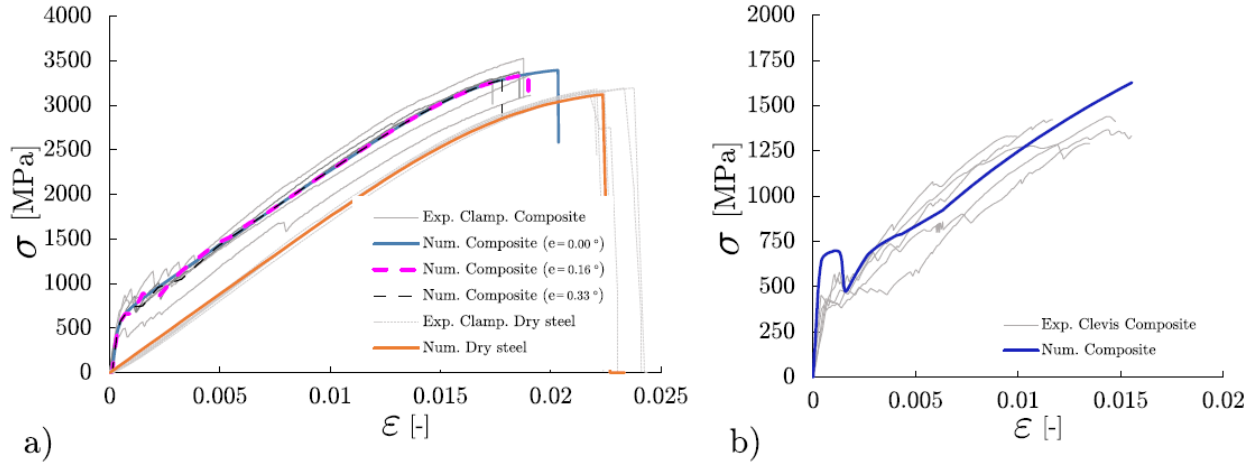 4000
3500
3000
2500
2000
1500
1000
500
0
σ [MPa]
0 0.005 0.01 0.015 0.02 0.025
ε [-]
Exp. Clamp. Composite
Num. Composite (e=0.00 °)
Num. Composite (e=0.16 °)
Num. Composite (e=0.33 °)
Exp. Clamp. Dry steel
Num. Dry steel
a)
2000
1750
1500
1250
1000
750
500
250
0
σ [MPa]
0 0.005 0.01 0.015 0.02
ε [-]
Exp. Clevis Composite
Num. Composite
b)